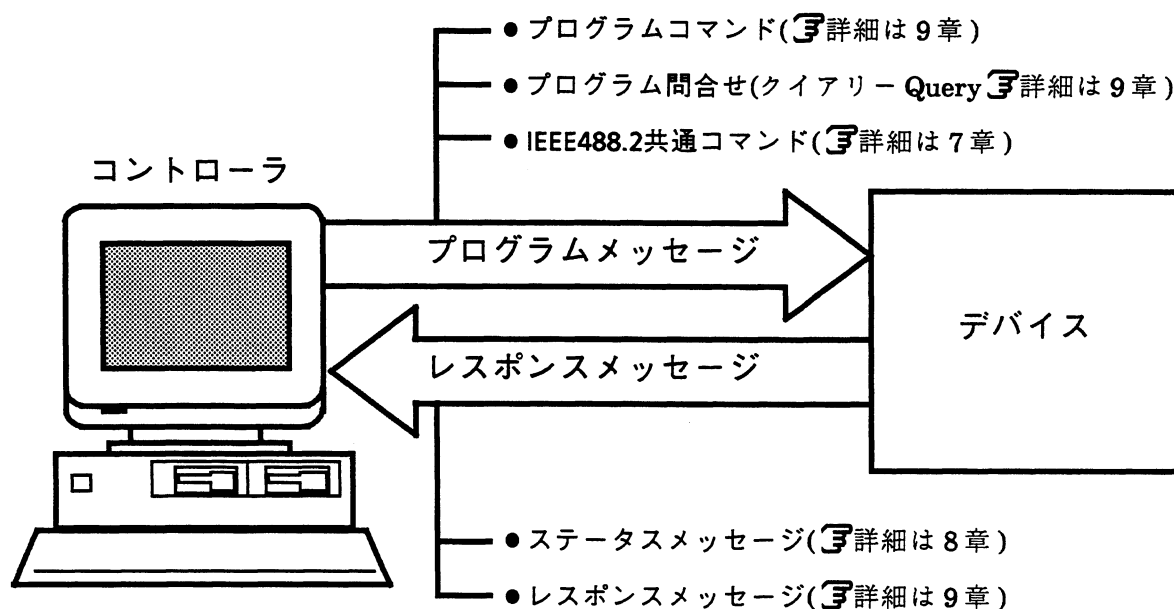 ● プログラムコマンド(☞詳細は 9 章)
● プログラム問合せ(クイアリー Query ☞詳細は 9 章)
● IEEE488.2共通コマンド(☞詳細は 7 章)
コントローラ
プログラムメッセージ
デバイス
レスポンスメッセージ
● ステータスメッセージ(☞詳細は 8 章)
● レスポンスメッセージ(☞詳細は 9 章)